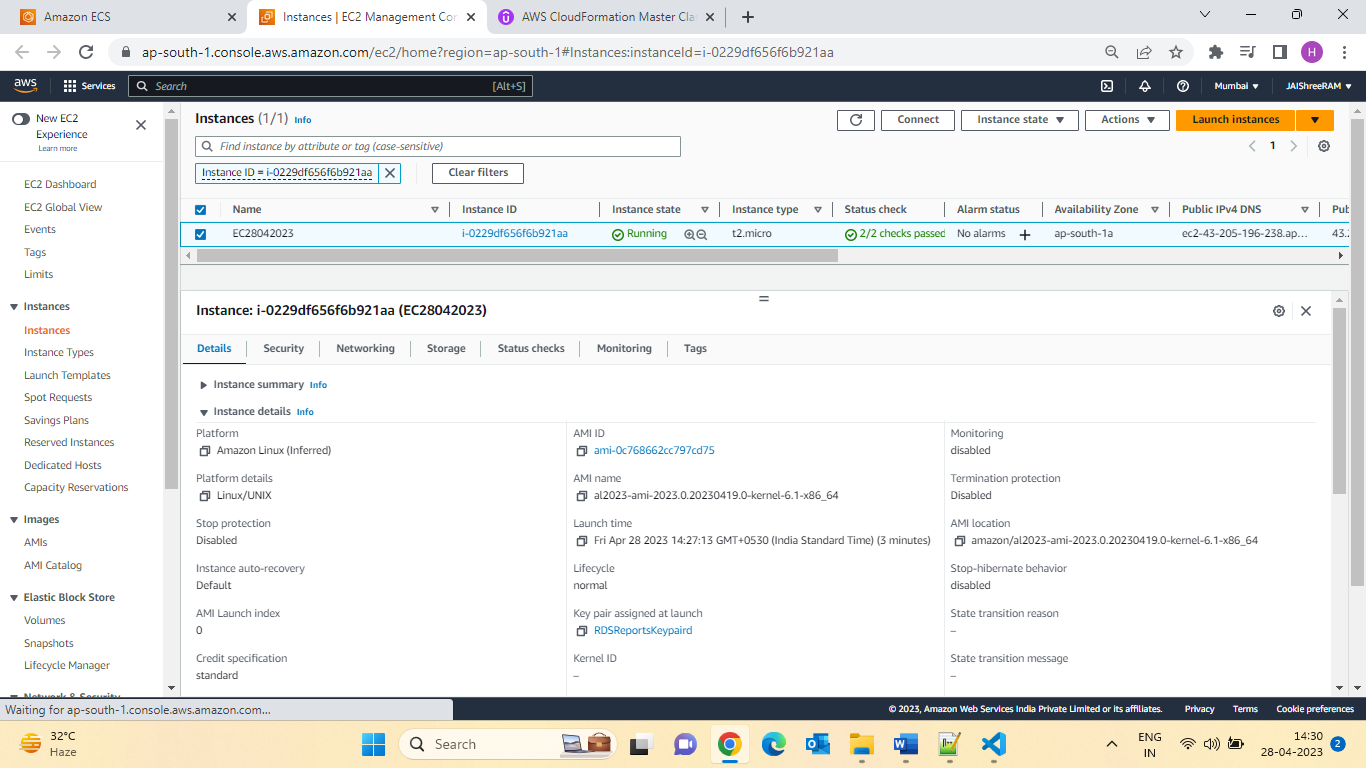 Amazon ECS
Instances | EC2 Management Con
AWS CloudFormation Master Clas
ap-south-1.console.aws.amazon.com/ec2/home?region=ap-south-1#Instances:instanceId=i-0229df656f6b921aa
H
aws
Services
Search
[Alt+S]
Mumbai
JAIShreeRAM
New EC2 Experience
Learn more
EC2 Dashboard
EC2 Global View
Events
Tags
Limits
Instances
Instances
Instance Types
Launch Templates
Spot Requests
Savings Plans
Reserved Instances
Dedicated Hosts
Capacity Reservations
Images
AMIs
AMI Catalog
Elastic Block Store
Volumes
Snapshots
Lifecycle Manager
Network & Security
Instances (1/1) Info
Connect
Instance state
Actions
Launch instances
Find instance by attribute or tag (case-sensitive)
1
Instance ID = i-0229df656f6b921aa
Clear filters
Name Instance ID Instance state Instance type Status check Alarm status Availability Zone Public IPv4 DNS Pub
EC28042023 i-0229df656f6b921aa Running t2.micro 2/2 checks passed No alarms + ap-south-1a ec2-43-205-196-238.ap... 43.2
Instance: i-0229df656f6b921aa (EC28042023)
Details Security Networking Storage Status checks Monitoring Tags
Instance summary Info
Instance details Info
Platform
Amazon Linux (Inferred)
AMI ID
ami-0c768662cc797cd75
Monitoring
disabled
Platform details
Linux/UNIX
AMI name
al2023-ami-2023.0.20230419.0-kernel-6.1-x86_64
Termination protection
Disabled
Stop protection
Disabled
Launch time
Fri Apr 28 2023 14:27:13 GMT+0530 (India Standard Time) (3 minutes)
AMI location
amazon/al2023-ami-2023.0.20230419.0-kernel-6.1-x86_64
Instance auto-recovery
Default
Lifecycle
normal
Stop-hibernate behavior
disabled
AMI Launch index
0
Key pair assigned at launch
RDSReportsKeypaird
State transition reason
–
Credit specification
standard
Kernel ID
–
State transition message
–
Waiting for ap-south-1.console.aws.amazon.com...
© 2023, Amazon Web Services India Private Limited or its affiliates. Privacy Terms Cookie preferences
32°C
Haze
Search
ENG
IN
14:30
28-04-2023
2